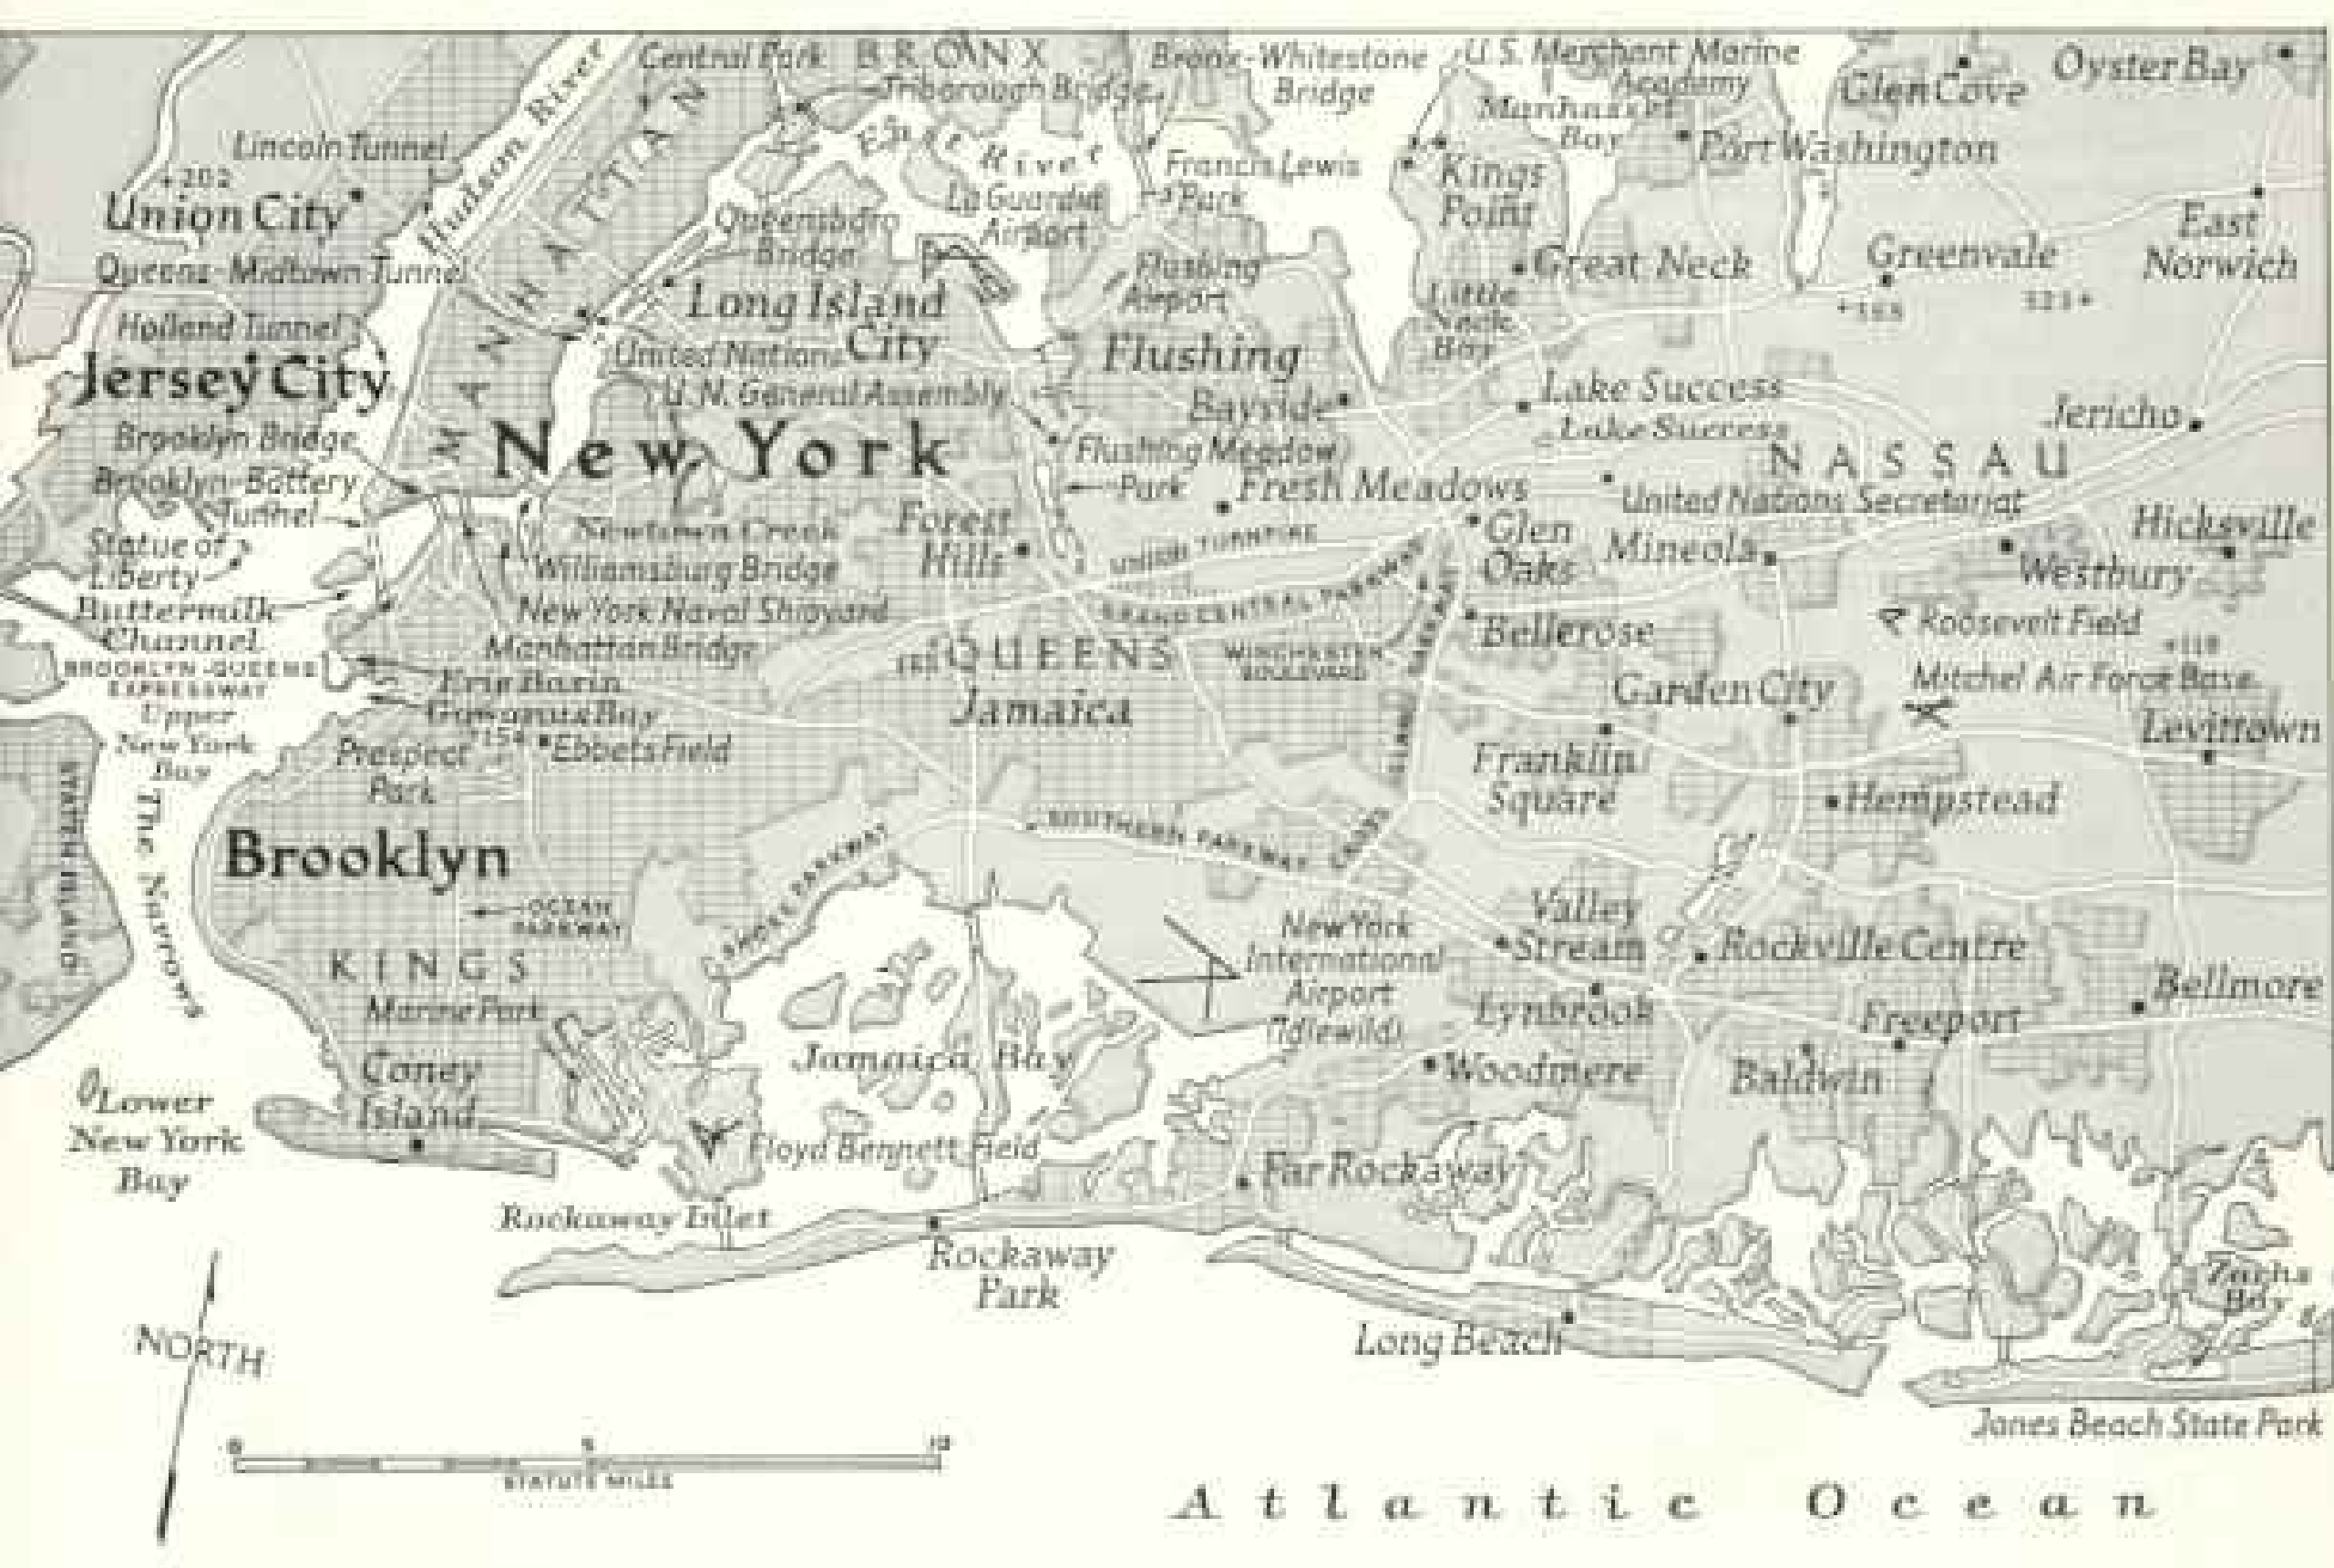 Central Park
BRONX
Bronx-Whitestone
Bridge
U.S. Merchant Marine
Academy
Glen Cove
Oyster Bay
Triborough Bridge
Manhasset
Bay
Port Washington
Hudson River
East River
Lincoln Tunnel
+202
Union City
MANHATTAN
Francis Lewis
Park
Kings
Point
La Guardia
Airport
Queensboro
Bridge
East
Norwich
Queens-Midtown Tunnel
Long Island
City
Flushing
Airport
Great Neck
Greenvale
Little
Neck
Bay
Holland Tunnel
Jersey City
United Nations
U.N. General Assembly
Flushing
Bayside
Lake Success
Lake Success
Jericho
Brooklyn Bridge
New York
Flushing Meadow
Park
Fresh Meadows
NASSAU
United Nations Secretariat
Brooklyn-Battery
Tunnel
Newtown Creek
Forest
Hills
UNION TURNPIKE
Glen
Oaks
Mineola
Hicksville
Westbury
Statue of
Liberty
Williamsburg Bridge
Buttermilk
Channel
New York Naval Shipyard
GRAND CENTRAL PARKWAY
Bellerose
Roosevelt Field
+119
Manhattan Bridge
BROOKLYN-QUEENS
EXPRESSWAY
QUEENS
WINCHESTER
BOULEVARD
Erie Basin
Gowanus Bay
Jamaica
Garden City
Mitchel Air Force Base
Levittown
Upper
New York
Bay
Prospect
Park
+154
Ebbets Field
Franklin
Square
Hempstead
STATEN ISLAND
The Narrows
Brooklyn
SHORE PARKWAY
SOUTHERN PARKWAY
CROSS ISLAND PARKWAY
OCEAN
PARKWAY
KINGS
New York
International
Airport
(Idlewild)
Valley
Stream
Rockville Centre
Bellmore
Marine Park
Lynbrook
Freeport
Coney
Island
Jamaica Bay
Woodmere
Baldwin
Lower
New York
Bay
Floyd Bennett Field
Far Rockaway
Rockaway Inlet
Rockaway
Park
Zachs
Bay
NORTH
Long Beach
Jones Beach State Park
0 5 10
STATUTE MILES
Atlantic Ocean